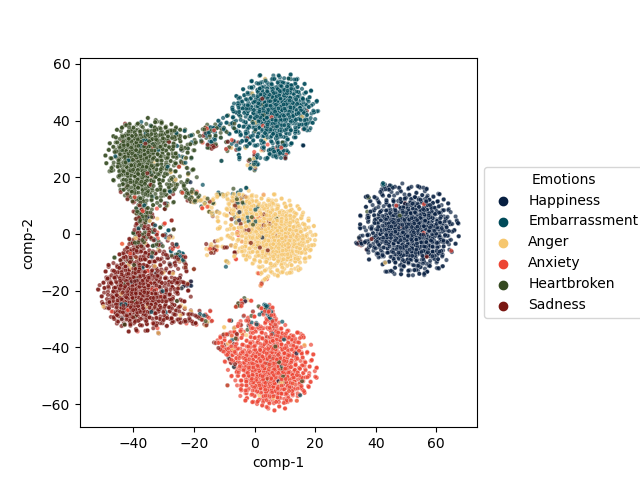 60
40
20
0
−20
−40
−60
comp-2
−40
−20
0
20
40
60
comp-1
Emotions
Happiness
Embarrassment
Anger
Anxiety
Heartbroken
Sadness